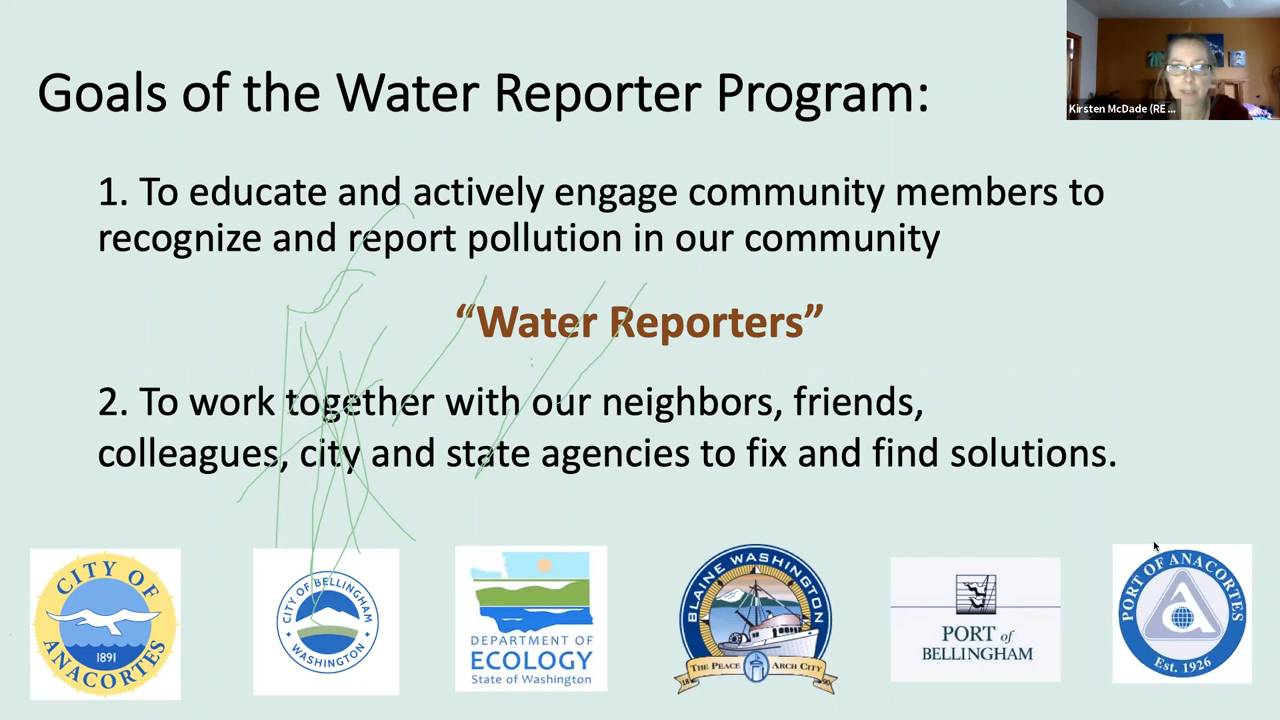 Goals of the Water Reporter Program:
Kirsten McDade (RE ...
1. To educate and actively engage community members to
recognize and report pollution in our community
“Water Reporters”
2. To work together with our neighbors, friends,
colleagues, city and state agencies to fix and find solutions.
CITY OF
ANACORTES
1891
CITY OF BELLINGHAM
WASHINGTON
DEPARTMENT OF
ECOLOGY
State of Washington
BLAINE WASHINGTON
THE PEACE ARCH CITY
18 90
PORT of
BELLINGHAM
PORT OF ANACORTES
Est. 1926